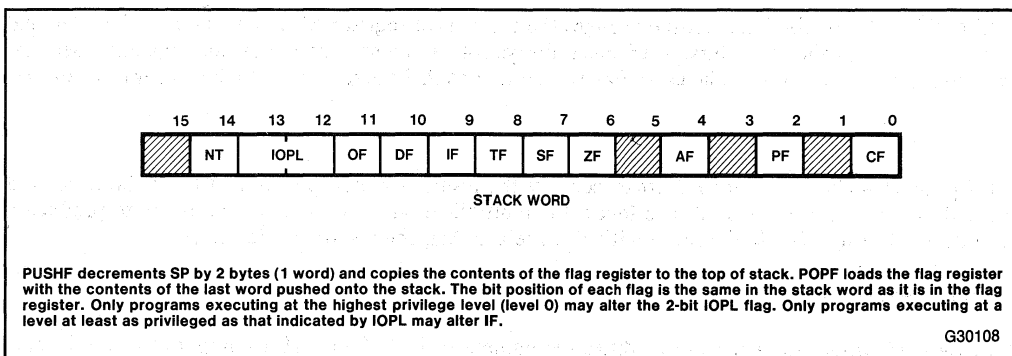 15 14 13 12 11 10 9 8 7 6 5 4 3 2 1 0
NT IOPL OF DF IF TF SF ZF AF PF CF
STACK WORD
PUSHF decrements SP by 2 bytes (1 word) and copies the contents of the flag register to the top of stack. POPF loads the flag register
with the contents of the last word pushed onto the stack. The bit position of each flag is the same in the stack word as it is in the flag
register. Only programs executing at the highest privilege level (level 0) may alter the 2-bit IOPL flag. Only programs executing at a
level at least as privileged as that indicated by IOPL may alter IF.
G30108